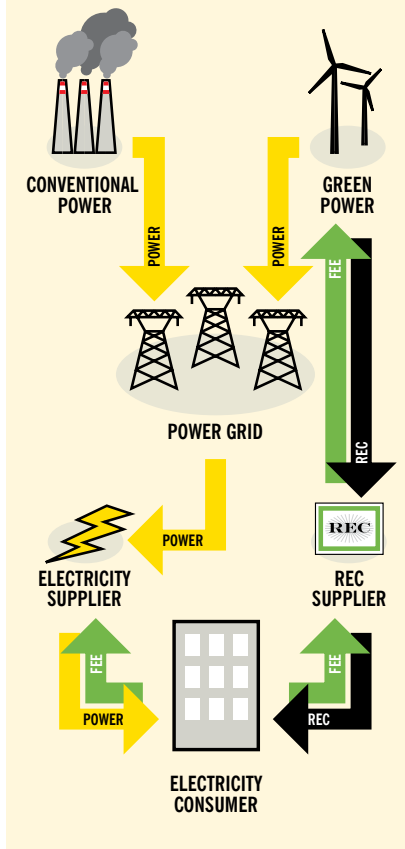 CONVENTIONAL
POWER
GREEN
POWER
POWER
POWER
FEE
REC
POWER GRID
POWER
REC
ELECTRICITY
SUPPLIER
REC
SUPPLIER
FEE
POWER
FEE
REC
ELECTRICITY
CONSUMER